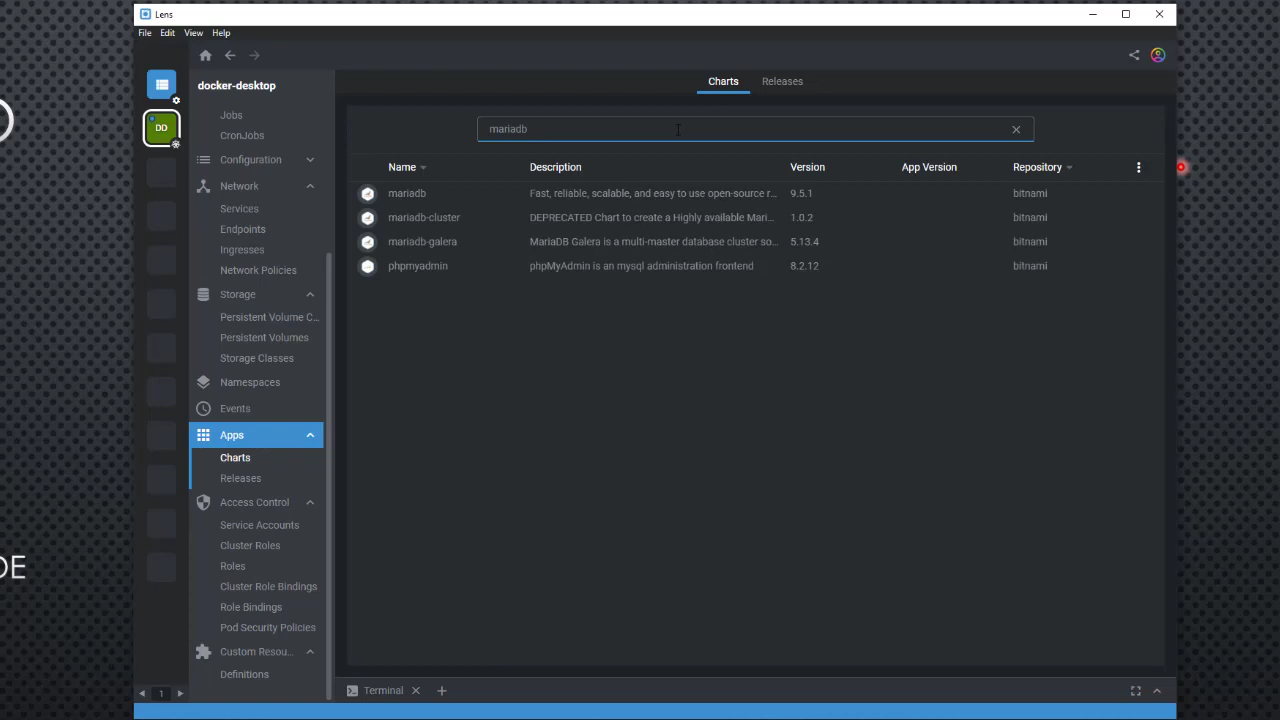 Lens
File Edit View Help
docker-desktop
DD
Jobs
CronJobs
Configuration
Network
Services
Endpoints
Ingresses
Network Policies
Storage
Persistent Volume C...
Persistent Volumes
Storage Classes
Namespaces
Events
Apps
Charts
Releases
Access Control
Service Accounts
Cluster Roles
Roles
Cluster Role Bindings
Role Bindings
Pod Security Policies
Custom Resou...
Definitions
1
Charts Releases
mariadb
Name Description Version App Version Repository
mariadb Fast, reliable, scalable, and easy to use open-source r... 9.5.1 bitnami
mariadb-cluster DEPRECATED Chart to create a Highly available Mari... 1.0.2 bitnami
mariadb-galera MariaDB Galera is a multi-master database cluster so... 5.13.4 bitnami
phpmyadmin phpMyAdmin is an mysql administration frontend 8.2.12 bitnami
Terminal